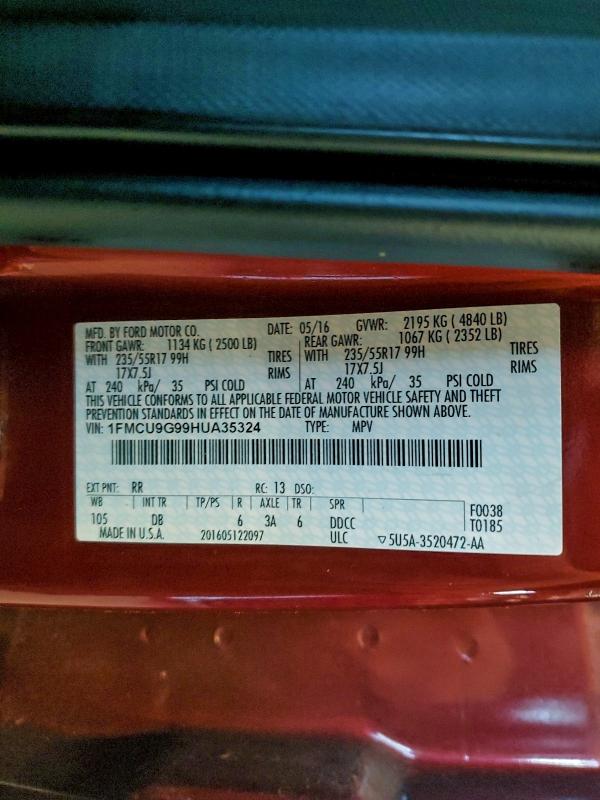 MFD. BY FORD MOTOR CO. DATE: 05/16 GVWR: 2195 KG ( 4840 LB)
FRONT GAWR: 1134 KG ( 2500 LB) REAR GAWR: 1067 KG ( 2352 LB)
WITH 235/55R17 99H TIRES WITH 235/55R17 99H TIRES
17X7.5J RIMS 17X7.5J RIMS
AT 240 kPa/ 35 PSI COLD AT 240 kPa/ 35 PSI COLD
THIS VEHICLE CONFORMS TO ALL APPLICABLE FEDERAL MOTOR VEHICLE SAFETY AND THEFT
PREVENTION STANDARDS IN EFFECT ON THE DATE OF MANUFACTURE SHOWN ABOVE.
VIN: 1FMCU9G99HUA35324 TYPE: MPV
EXT PNT: RR RC: 13 DSO:
WB INT TR TP/PS R AXLE TR SPR F0038
105 DB 6 3A 6 DDCC T0185
MADE IN U.S.A. 201605122097 ULC ▽5U5A-3520472-AA